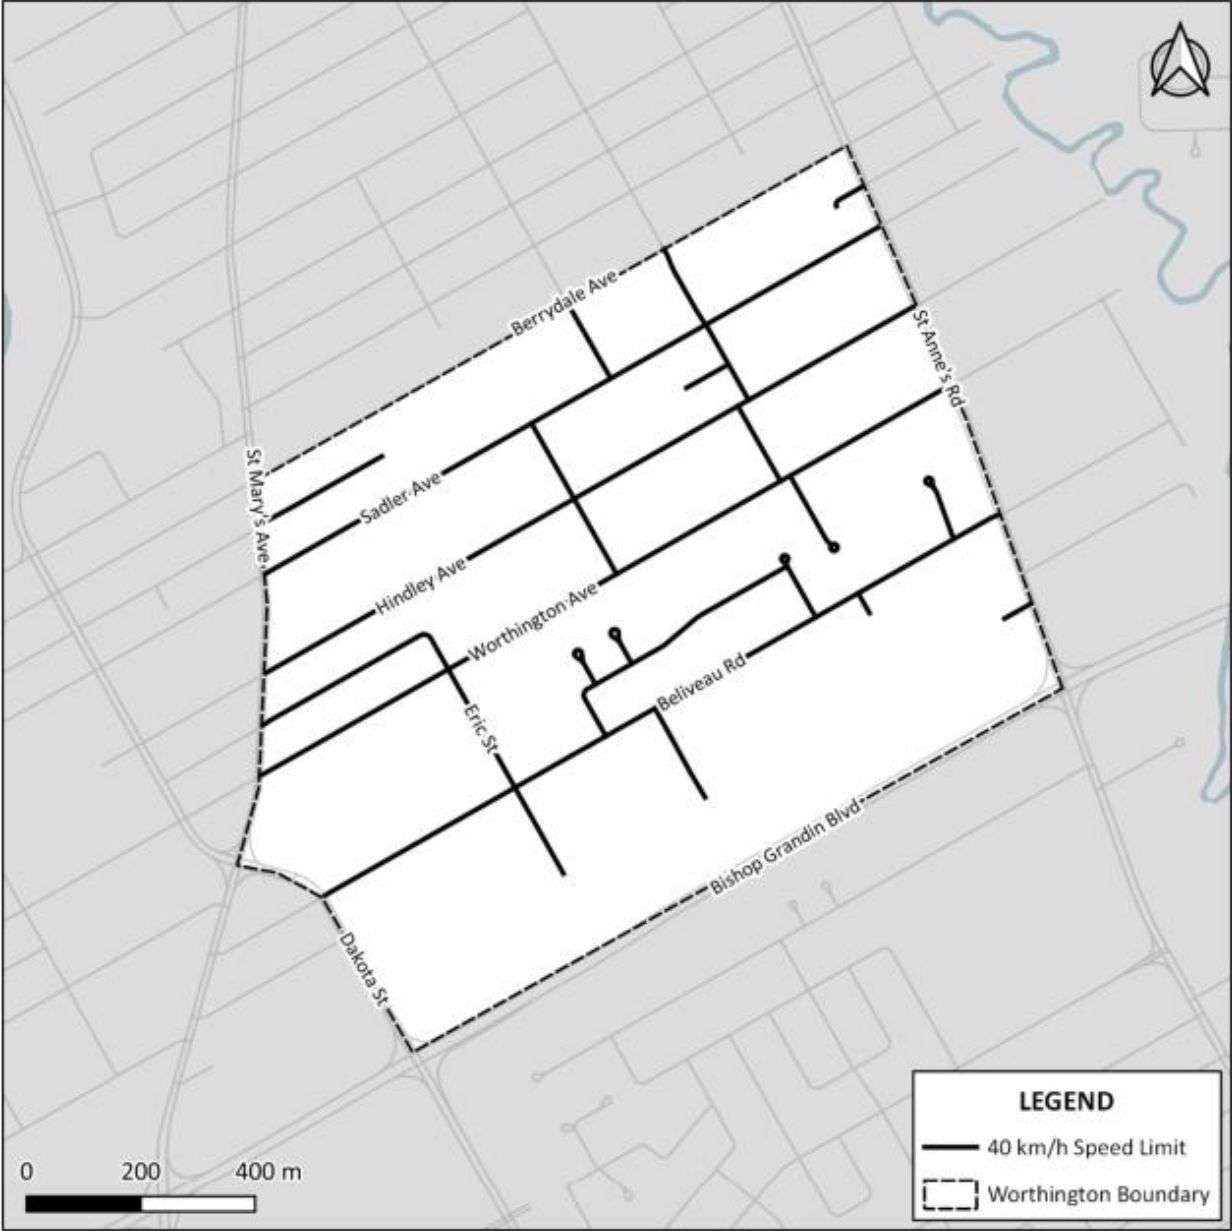 Berrydale Ave
St Anne's Rd
St Mary's Ave
Sadler Ave
Hindley Ave
Worthington Ave
Beliveau Rd
Eric St
Bishop Grandin Blvd
Dakota St
LEGEND
40 km/h Speed Limit
Worthington Boundary
0 200 400 m